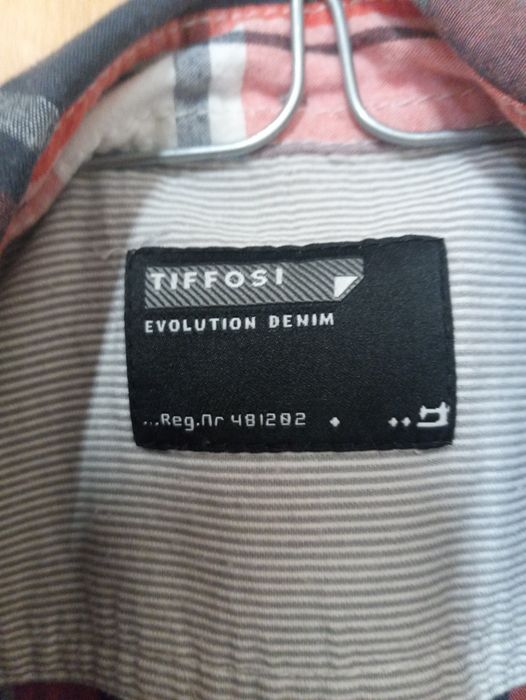 TIFFOSI
EVOLUTION DENIM
...Reg.nr 481202